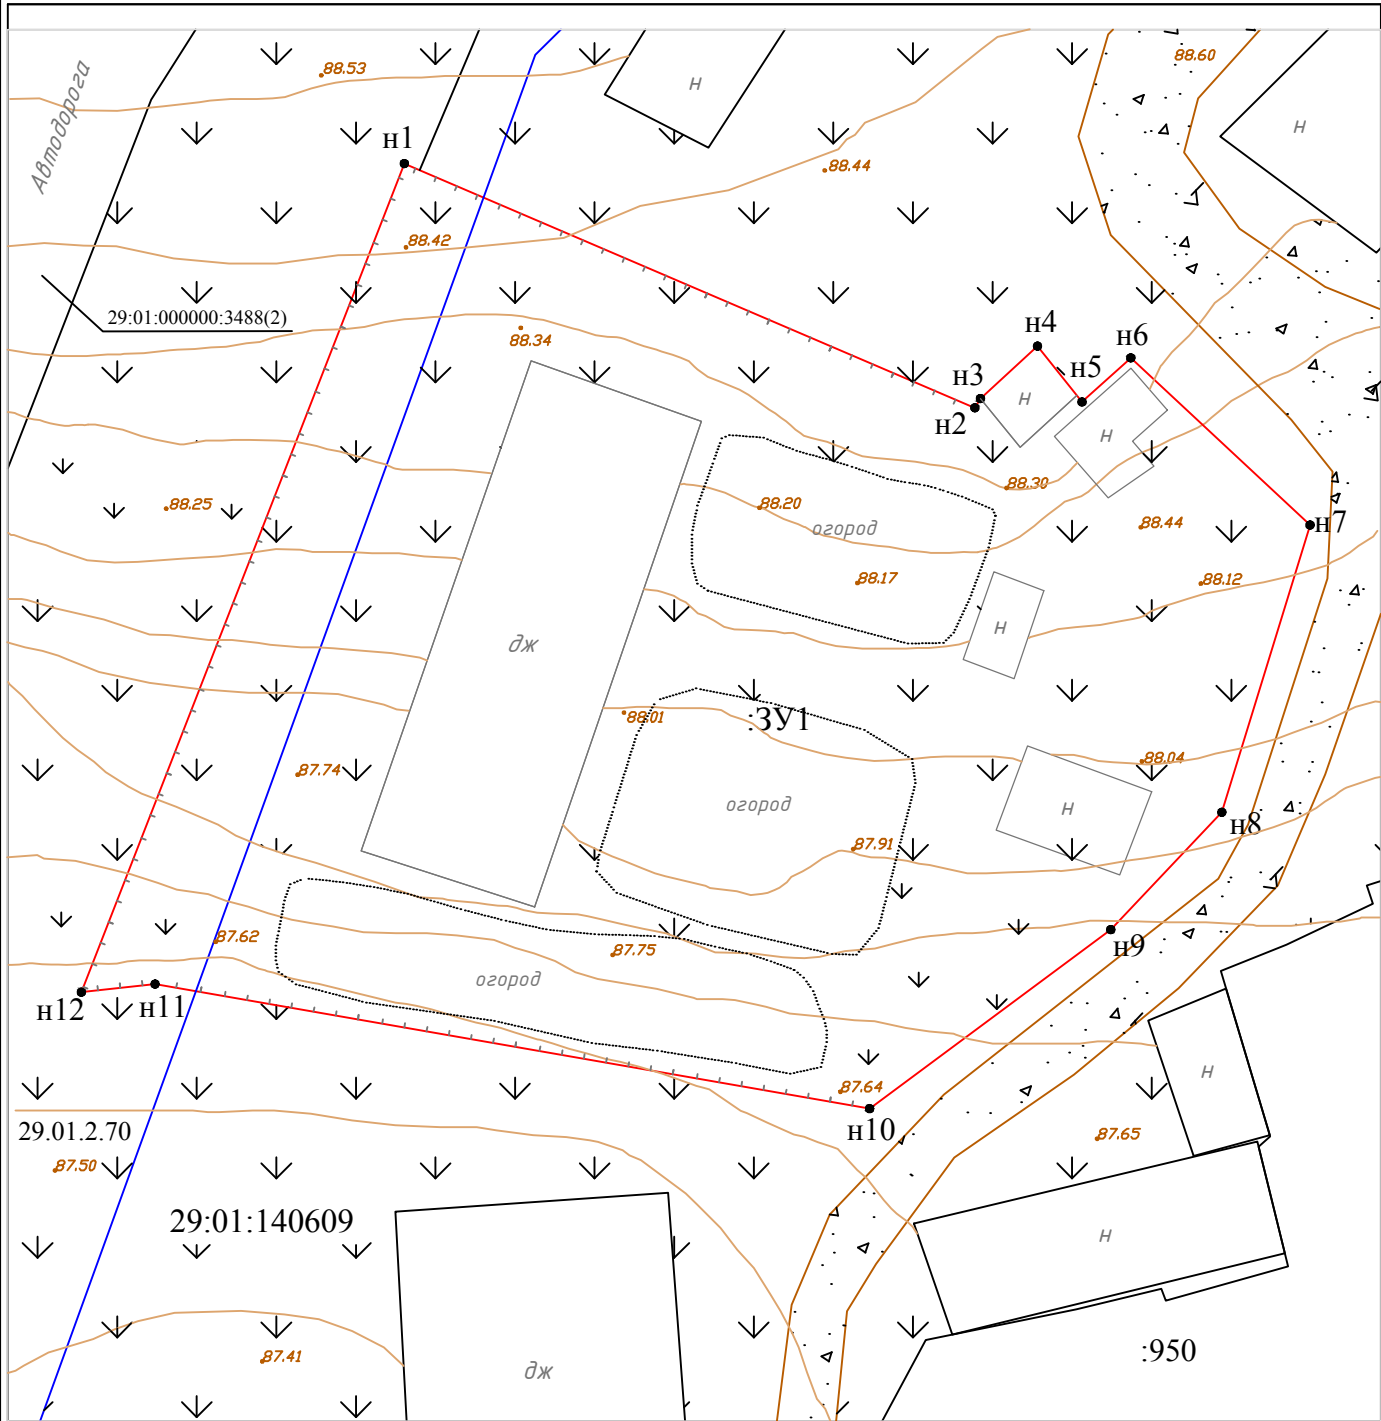 88.53
88.60
н
Автодорога
н
н1
88.44
88.42
29:01:000000:3488(2)
88.34
н4
н6
н3
н5
н
н2
н
88.30
88.20
88.25
огород
88.44
н7
88.17
88.12
н
дж
88.01
:ЗУ1
88.04
87.74
огород
н
н8
87.91
87.62
87.75
н9
огород
н12
н11
н
87.64
н10
29.01.2.70
87.65
87.50
29:01:140609
н
87.41
дж
:950